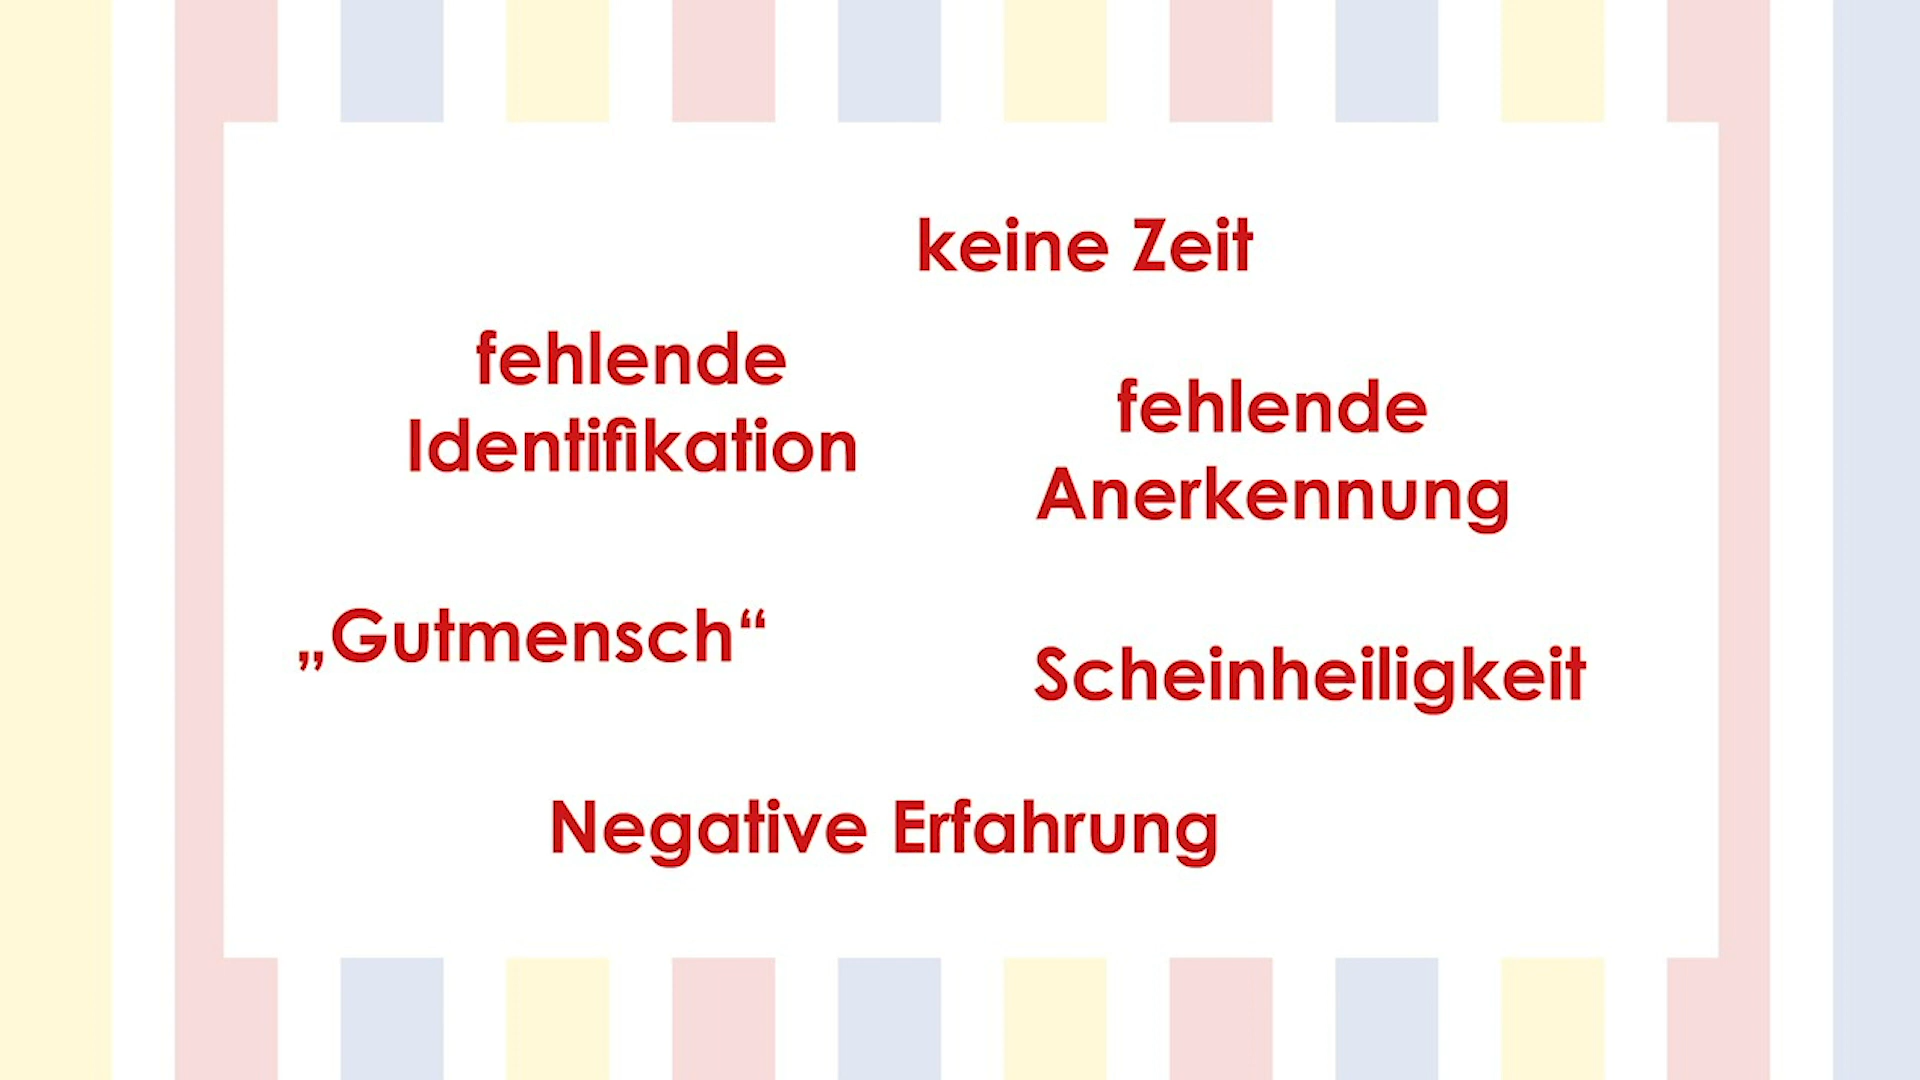 keine Zeit
fehlende
Identifikation
fehlende
Anerkennung
„Gutmensch“
Scheinheiligkeit
Negative Erfahrung